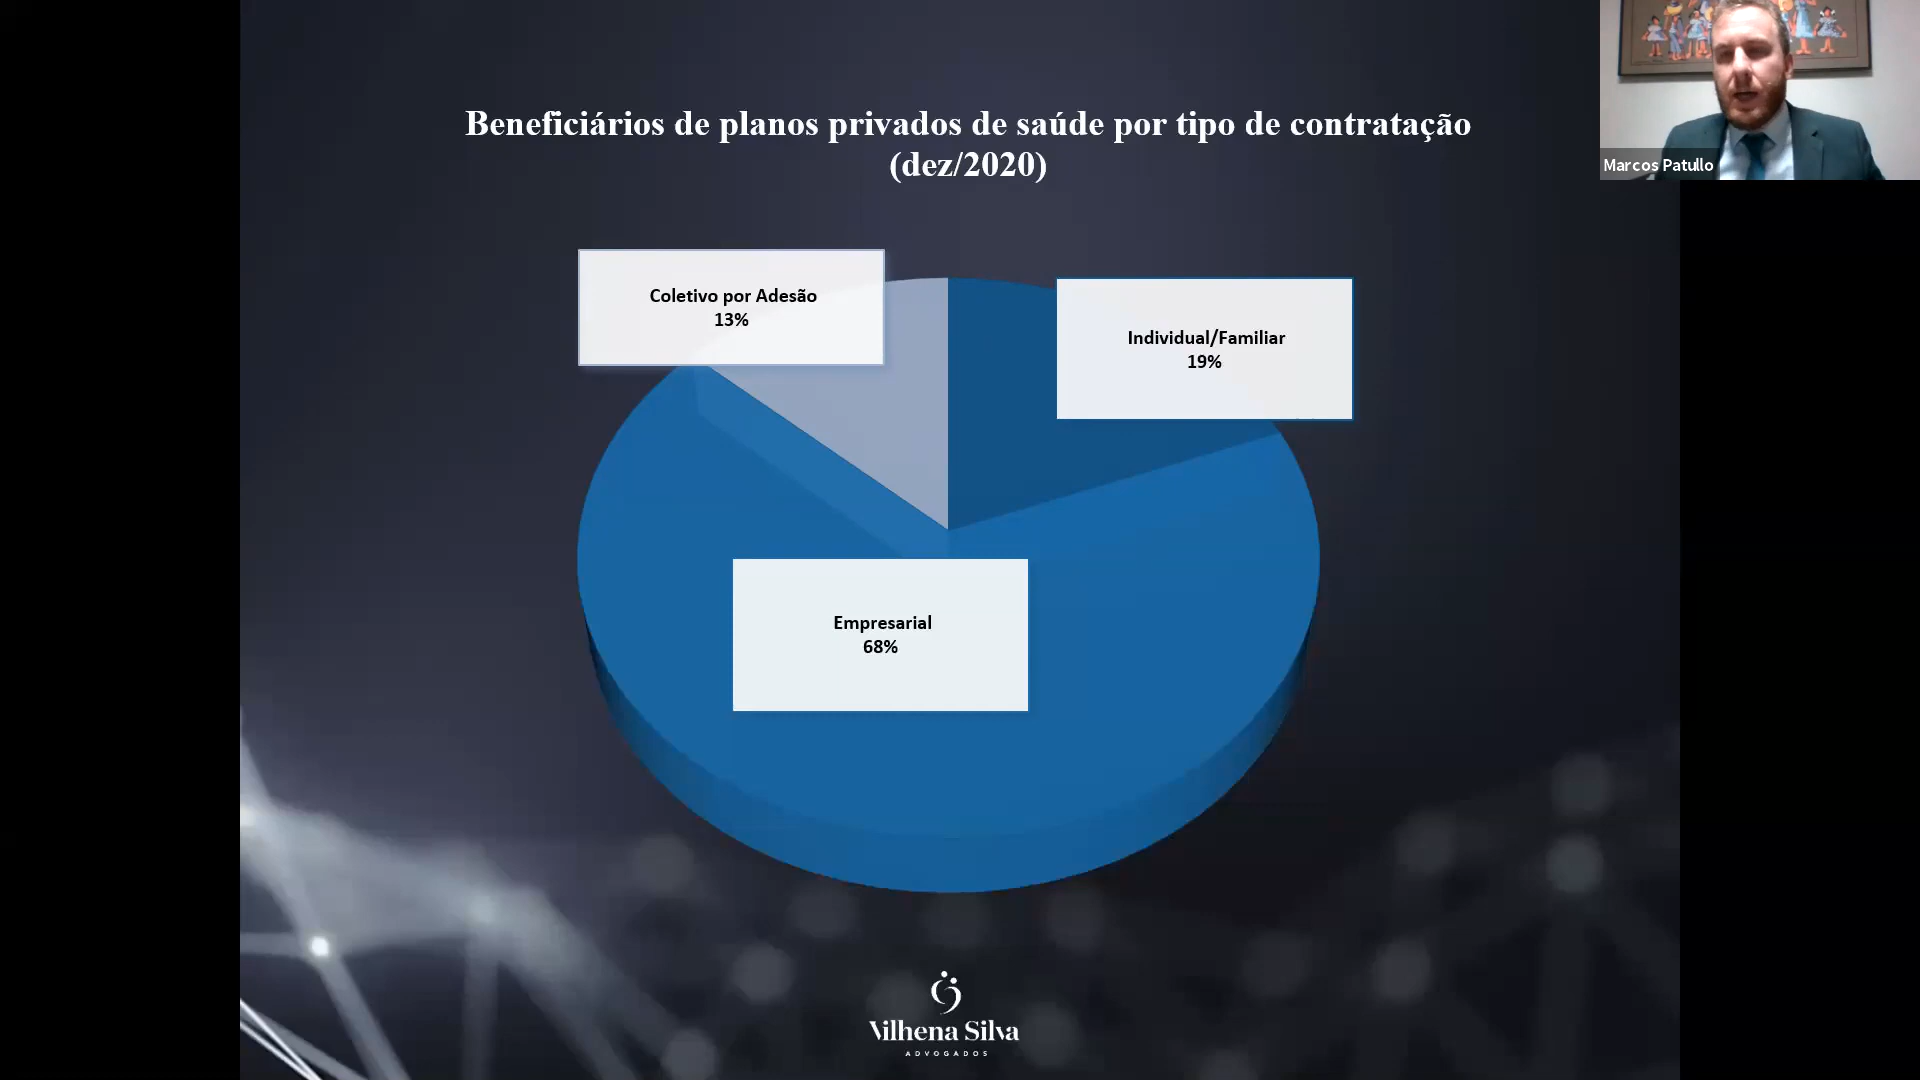 Beneficiários de planos privados de saúde por tipo de contratação
(dez/2020)
Marcos Patullo
Coletivo por Adesão
13%
Individual/Familiar
19%
Empresarial
68%
Vilhena Silva
ADVOGADOS